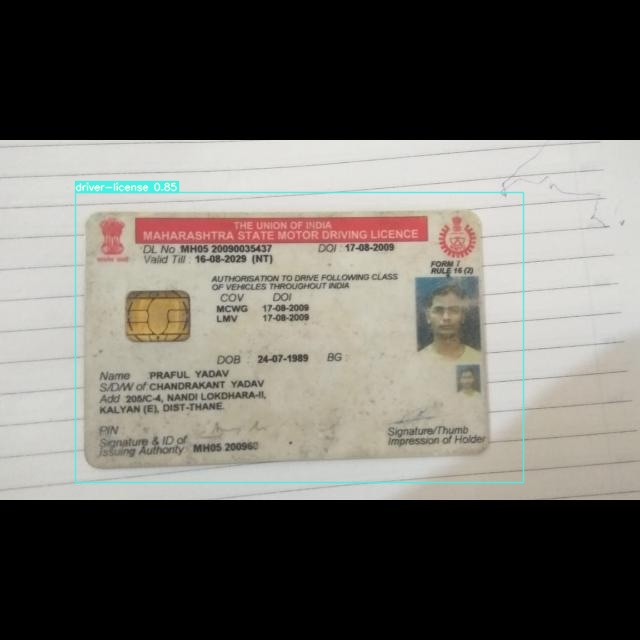 driver-license 0.85
THE UNION OF INDIA
MAHARASHTRA STATE MOTOR DRIVING LICENCE
DL No MH05 20090035437 DOI : 17-08-2009
Valid Till : 16-08-2029 (NT)
FORM 7
RULE 16 (2)
AUTHORISATION TO DRIVE FOLLOWING CLASS
OF VEHICLES THROUGHOUT INDIA
COV DOI
MCWG 17-08-2009
LMV 17-08-2009
DOB : 24-07-1989 BG :
Name PRAFUL YADAV
S/D/W of CHANDRAKANT YADAV
Add 205/C-4, NANDI LOKDHARA-II,
KALYAN (E), DIST-THANE.
PIN
Signature & ID of
Issuing Authority: MH05 200960
Signature/Thumb
Impression of Holder